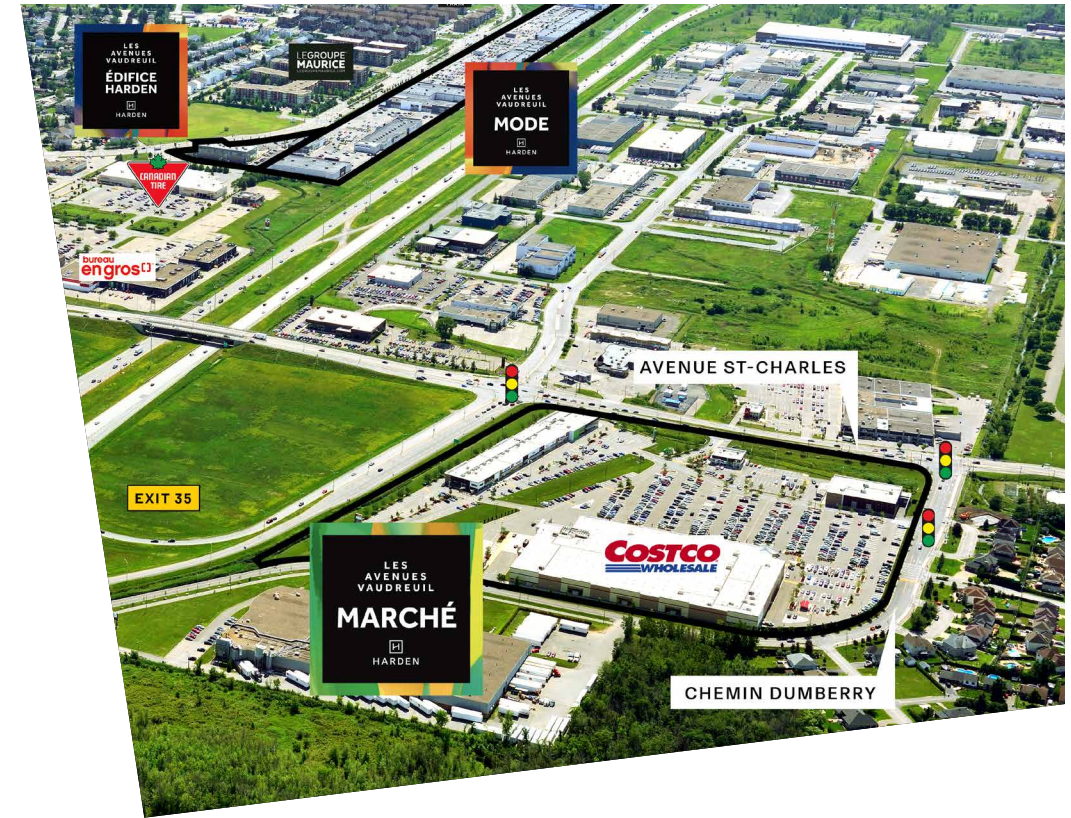 LES
AVENUES
VAUDREUIL
ÉDIFICE
HARDEN
HARDEN
LEGROUPE
MAURICE
LES
AVENUES
VAUDREUIL
MODE
HARDEN
CANADIAN
TIRE
bureau
en gros
AVENUE ST-CHARLES
EXIT 35
COSTCO
WHOLESALE
LES
AVENUES
VAUDREUIL
MARCHÉ
HARDEN
CHEMIN DUMBERRY